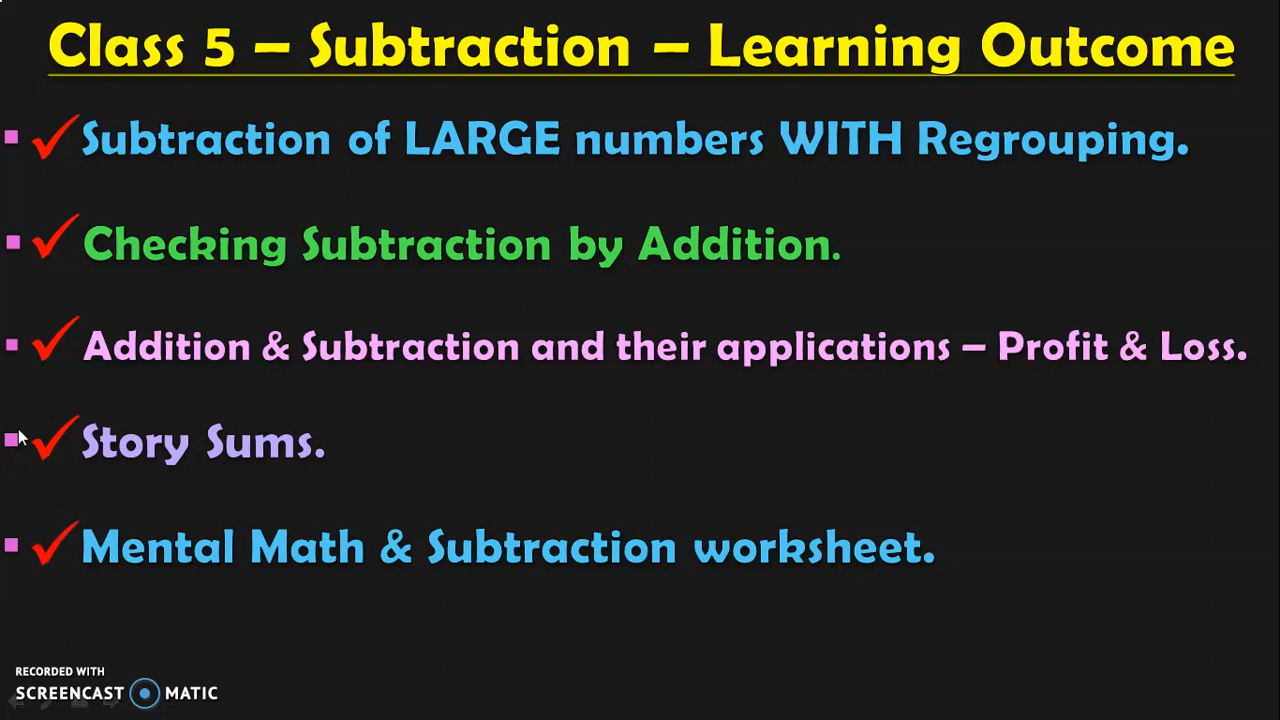 Class 5 – Subtraction – Learning Outcome
Subtraction of LARGE numbers WITH Regrouping.
Checking Subtraction by Addition.
Addition & Subtraction and their applications – Profit & Loss.
Story Sums.
Mental Math & Subtraction worksheet.
RECORDED WITH
SCREENCAST MATIC